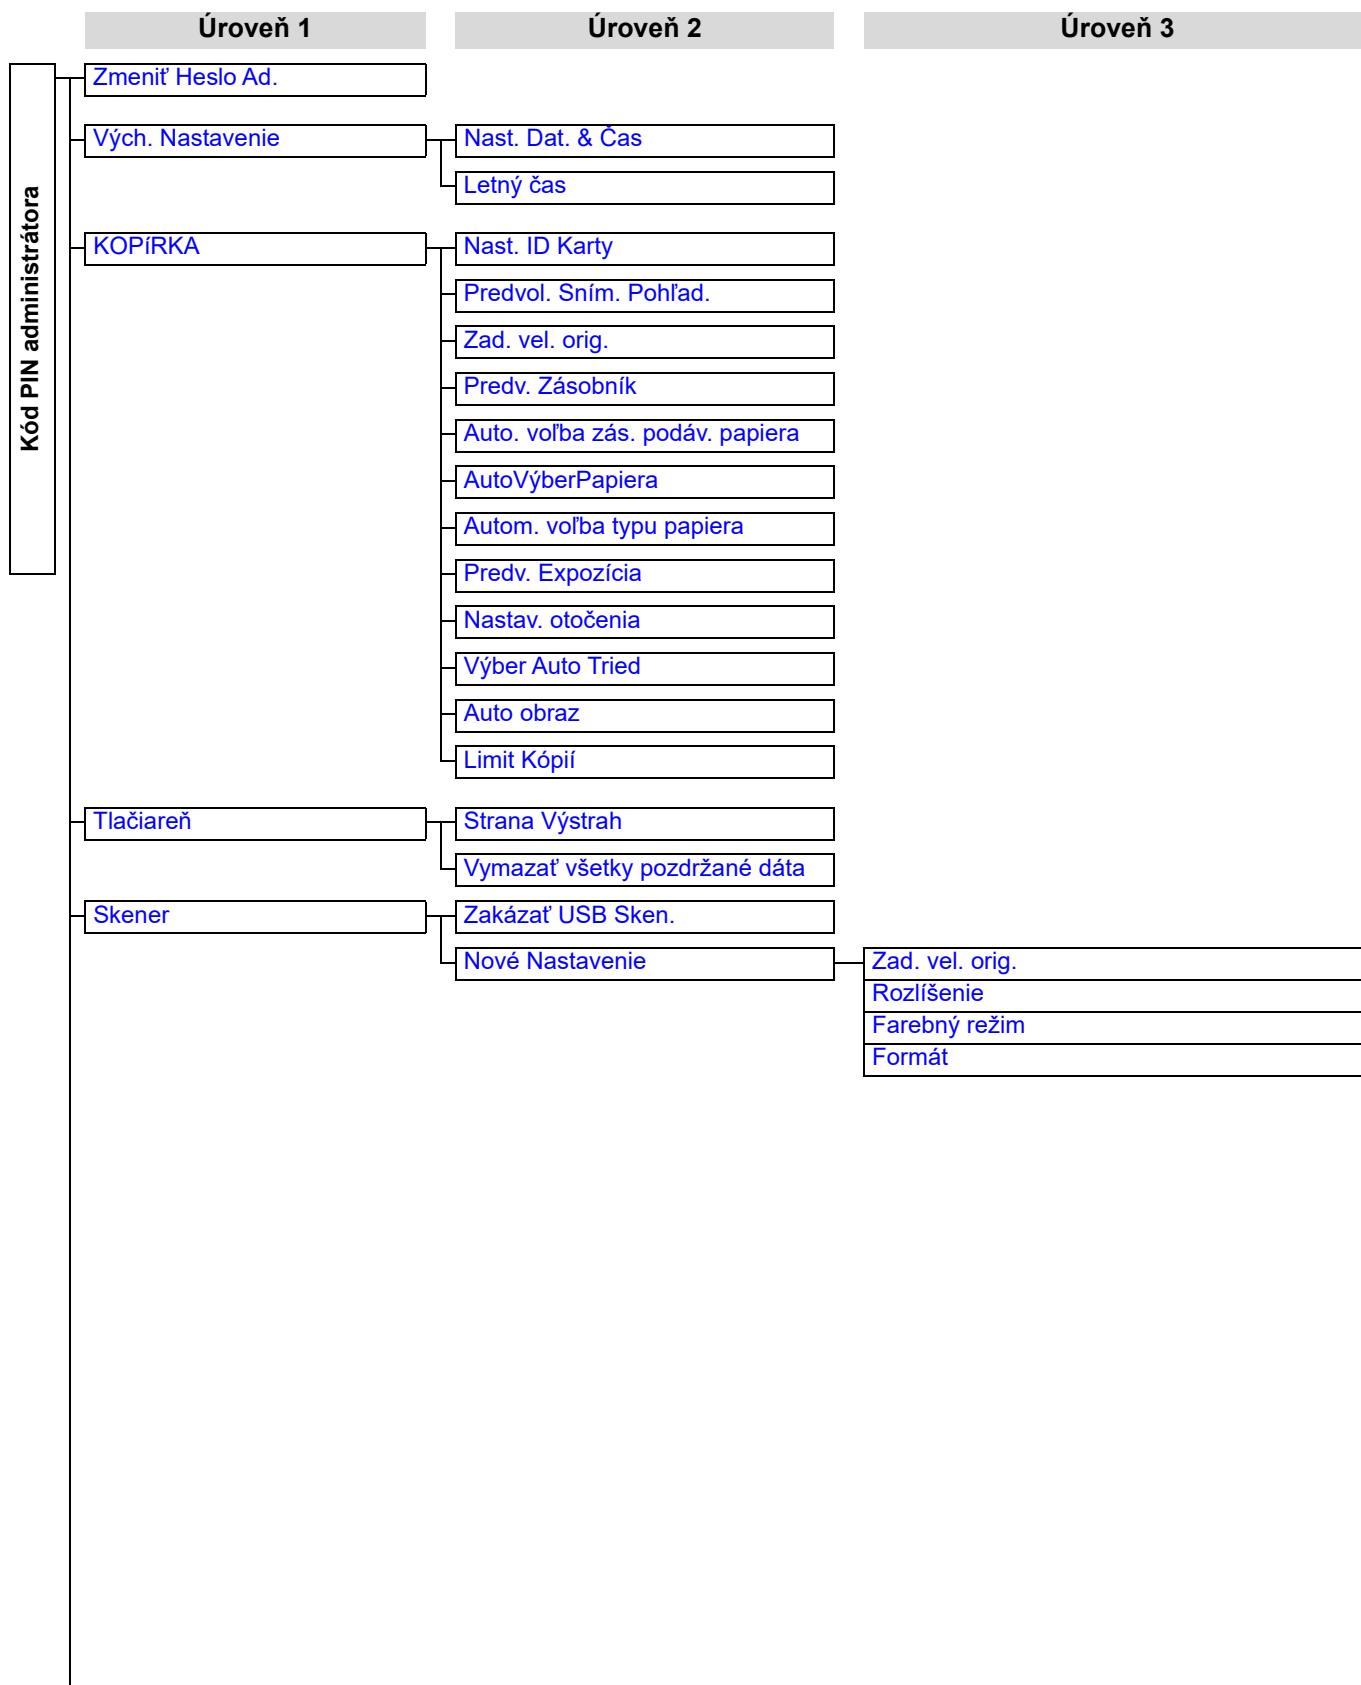 Úroveň 1 Úroveň 2 Úroveň 3
Kód PIN administrátora
Zmeniť Heslo Ad.
Vých. Nastavenie Nast. Dat. & Čas
Letný čas
KOPíRKA Nast. ID Karty
Predvol. Sním. Pohľad.
Zad. vel. orig.
Predv. Zásobník
Auto. voľba zás. podáv. papiera
AutoVýberPapiera
Autom. voľba typu papiera
Predv. Expozícia
Nastav. otočenia
Výber Auto Tried
Auto obraz
Limit Kópií
Tlačiareň Strana Výstrah
Vymazať všetky pozdržané dáta
Skener Zakázať USB Sken.
Nové Nastavenie Zad. vel. orig.
Rozlíšenie
Farebný režim
Formát